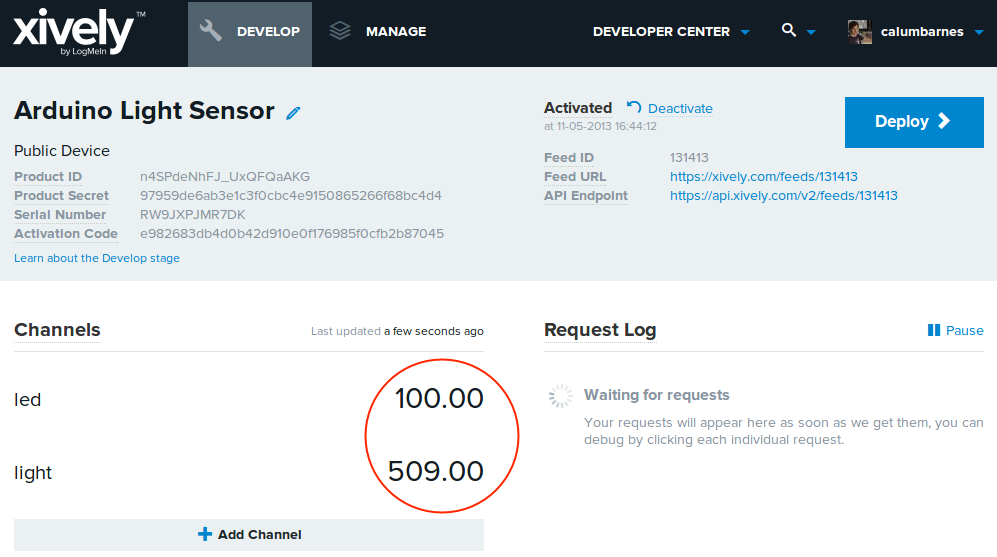 xively™
by LogMeIn
DEVELOP
MANAGE
DEVELOPER CENTER
calumbarnes
Arduino Light Sensor
Public Device
Product ID n4SPdeNhFJ_UxQFQaAKG
Product Secret 97959de6ab3e1c3f0cbc4e9150865266f68bc4d4
Serial Number RW9JXPJMR7DK
Activation Code e982683db4d0b42d910e0f176985f0cfb2b87045
Learn about the Develop stage
Activated Deactivate
at 11-05-2013 16:44:12
Feed ID 131413
Feed URL https://xively.com/feeds/131413
API Endpoint https://api.xively.com/v2/feeds/131413
Deploy
Channels Last updated a few seconds ago
led 100.00
light 509.00
Add Channel
Request Log Pause
Waiting for requests
Your requests will appear here as soon as we get them, you can
debug by clicking each individual request.